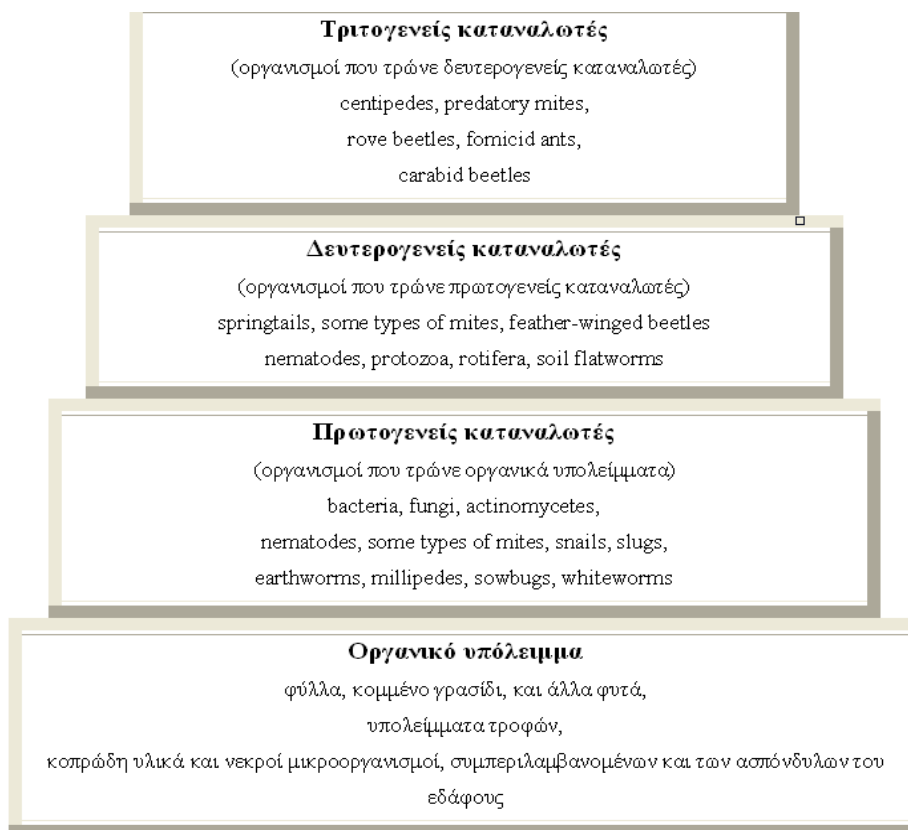 Τριτογενείς καταναλωτές
(οργανισμοί που τρώνε δευτερογενείς καταναλωτές)
centipedes, predatory mites,
rove beetles, fomicid ants,
carabid beetles
Δευτερογενείς καταναλωτές
(οργανισμοί που τρώνε πρωτογενείς καταναλωτές)
springtails, some types of mites, feather-winged beetles
nematodes, protozoa, rotifera, soil flatworms
Πρωτογενείς καταναλωτές
(οργανισμοί που τρώνε οργανικά υπολείμματα)
bacteria, fungi, actinomycetes,
nematodes, some types of mites, snails, slugs,
earthworms, millipedes, sowbugs, whiteworms
Οργανικό υπόλειμμα
φύλλα, κομμένο γρασίδι, και άλλα φυτά,
υπολείμματα τροφών,
κοπρώδη υλικά και νεκροί μικροοργανισμοί, συμπεριλαμβανομένων και των ασπόνδυλων του
εδάφους